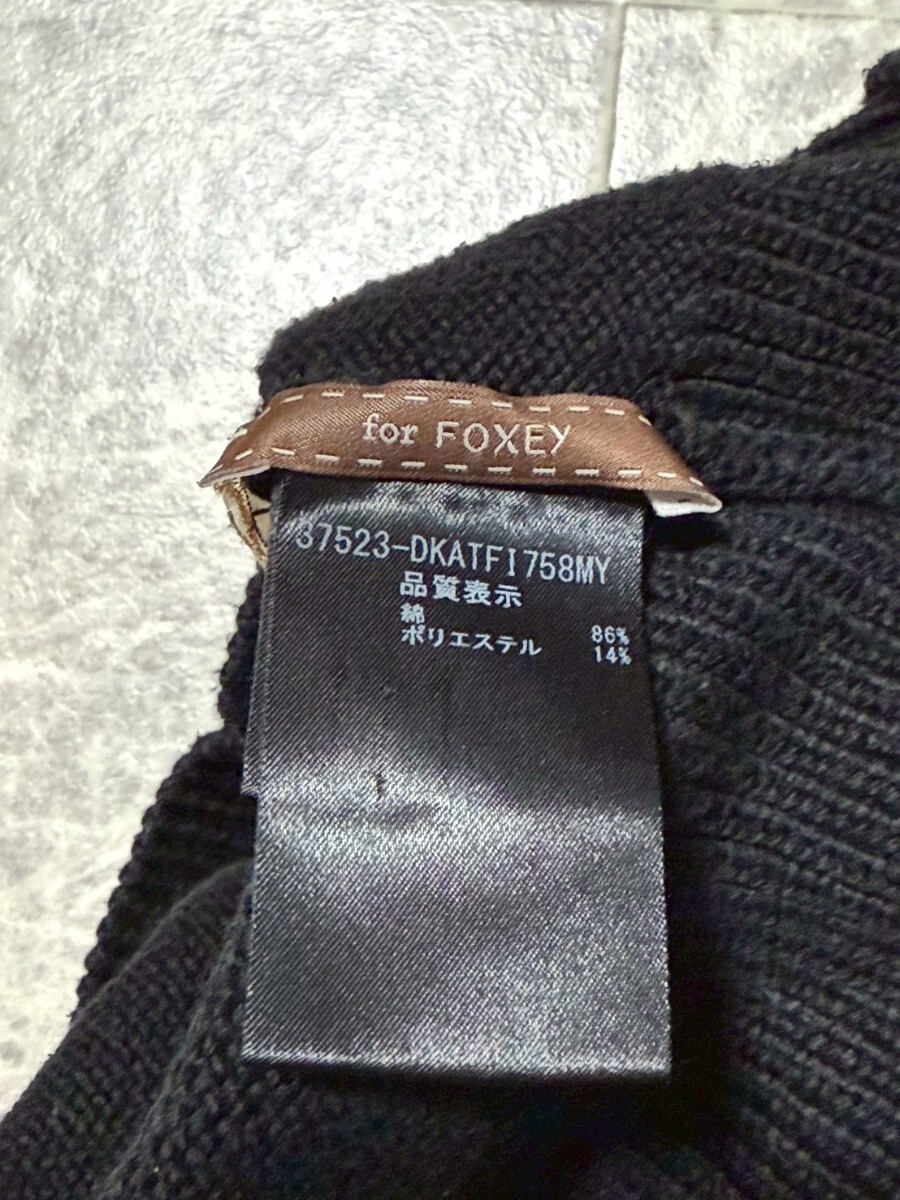 for FOXEY
37523-DKATFI758MY
品質表示
綿 86%
ポリエステル 14%